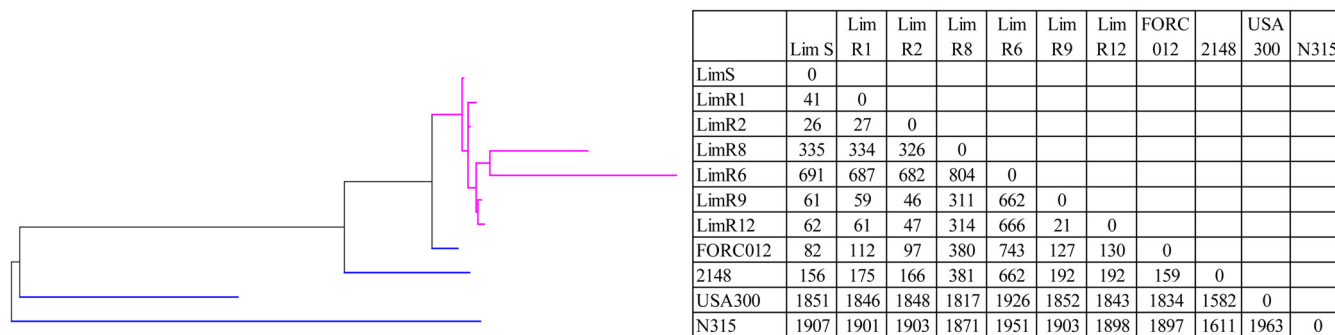 Lim S Lim R1 Lim R2 Lim R8 Lim R6 Lim R9 Lim R12 FORC 012 2148 USA 300 N315
LimS 0
LimR1 41 0
LimR2 26 27 0
LimR8 335 334 326 0
LimR6 691 687 682 804 0
LimR9 61 59 46 311 662 0
LimR12 62 61 47 314 666 21 0
FORC012 82 112 97 380 743 127 130 0
2148 156 175 166 381 662 192 192 159 0
USA300 1851 1846 1848 1817 1926 1852 1843 1834 1582 0
N315 1907 1901 1903 1871 1951 1903 1898 1897 1611 1963 0